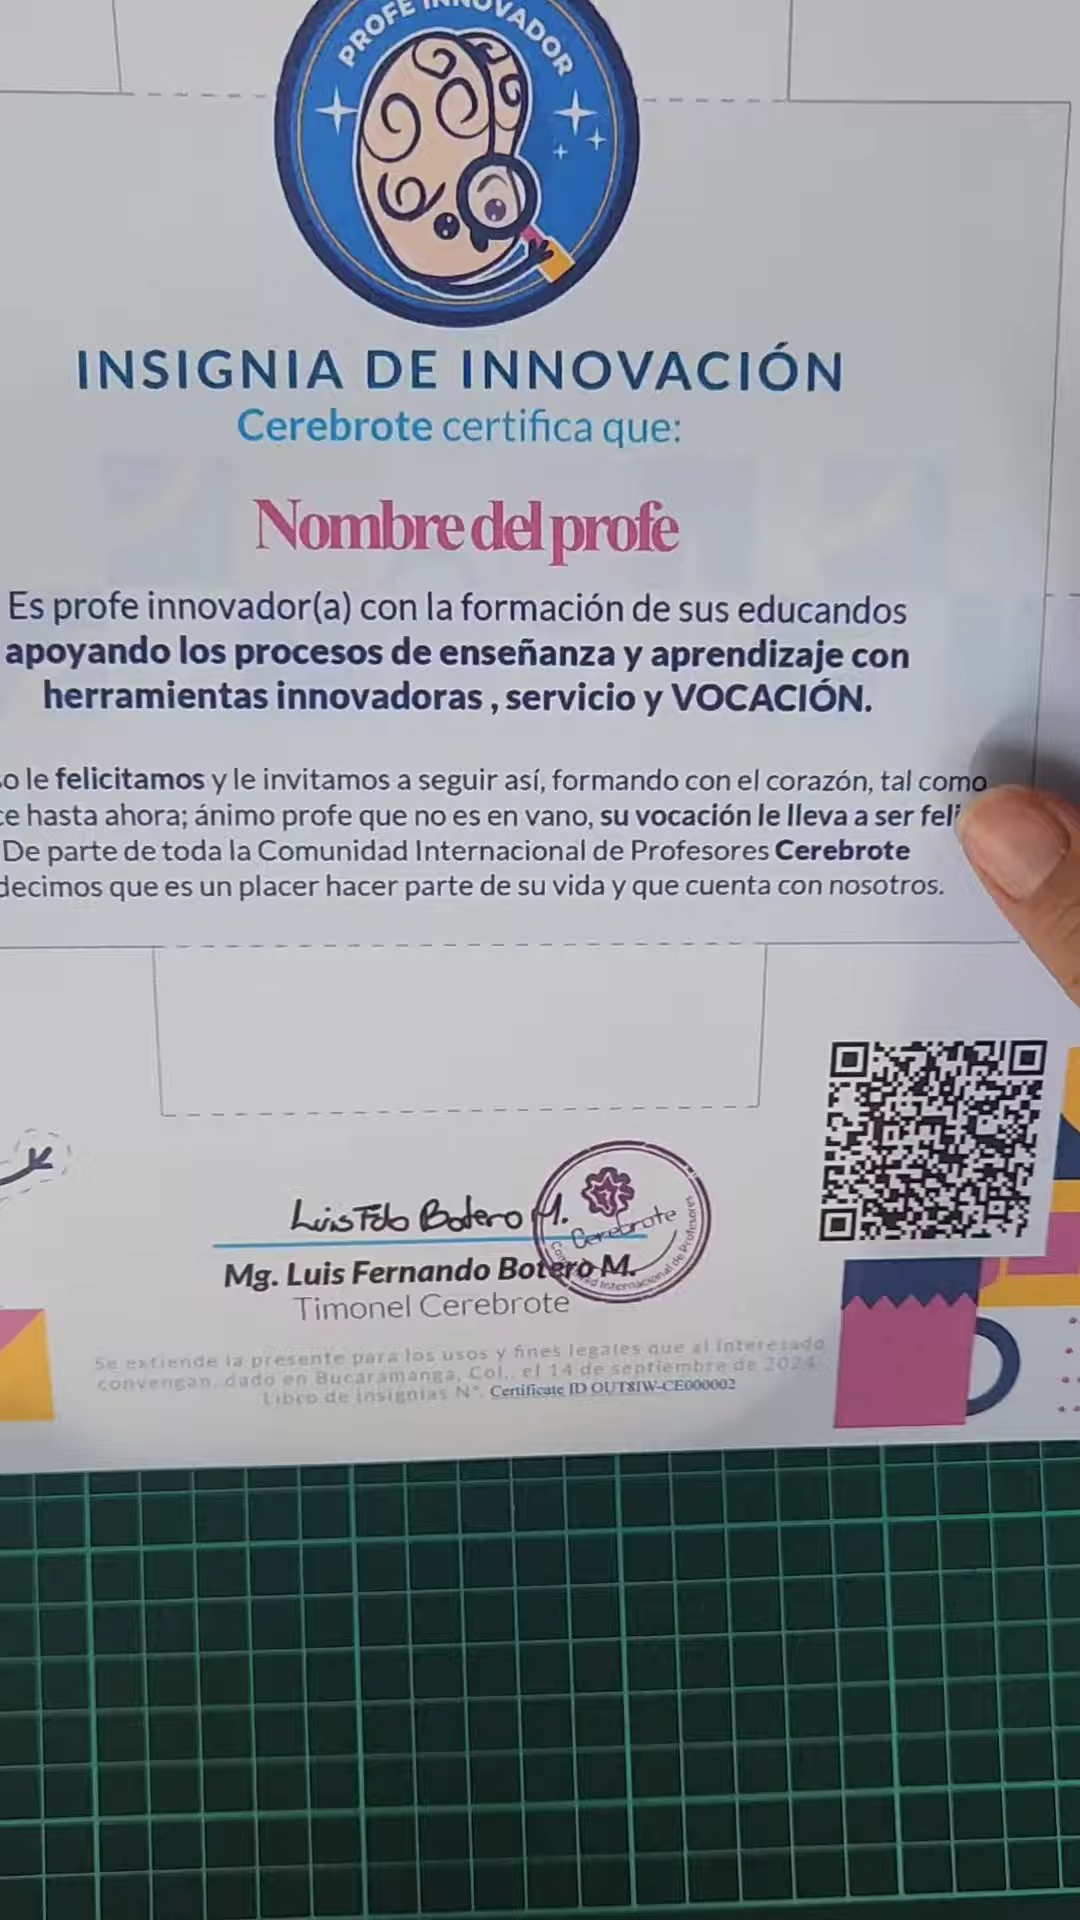 PROFE INNOVADOR
INSIGNIA DE INNOVACIÓN
Cerebrote certifica que:
Nombre del profe
Es profe innovador(a) con la formación de sus educandos
apoyando los procesos de enseñanza y aprendizaje con
herramientas innovadoras , servicio y VOCACIÓN.
le felicitamos y le invitamos a seguir así, formando con el corazón, tal como
hasta ahora; ánimo profe que no es en vano, su vocación le lleva a ser
De parte de toda la Comunidad Internacional de Profesores Cerebrote
decimos que es un placer hacer parte de su vida y que cuenta con nosotros.
Luis Fdo Botero M.
Cerebrote
Internacional de Profesores
Mg. Luis Fernando Botero M.
Timonel Cerebrote
Se extiende la presente para los usos y fines legales que al interesado
convengan, dado en Bucaramanga, Col., el 14 de septiembre de 2024.
Libro de insignias N°. Certificate ID OUT8IW-CE000002